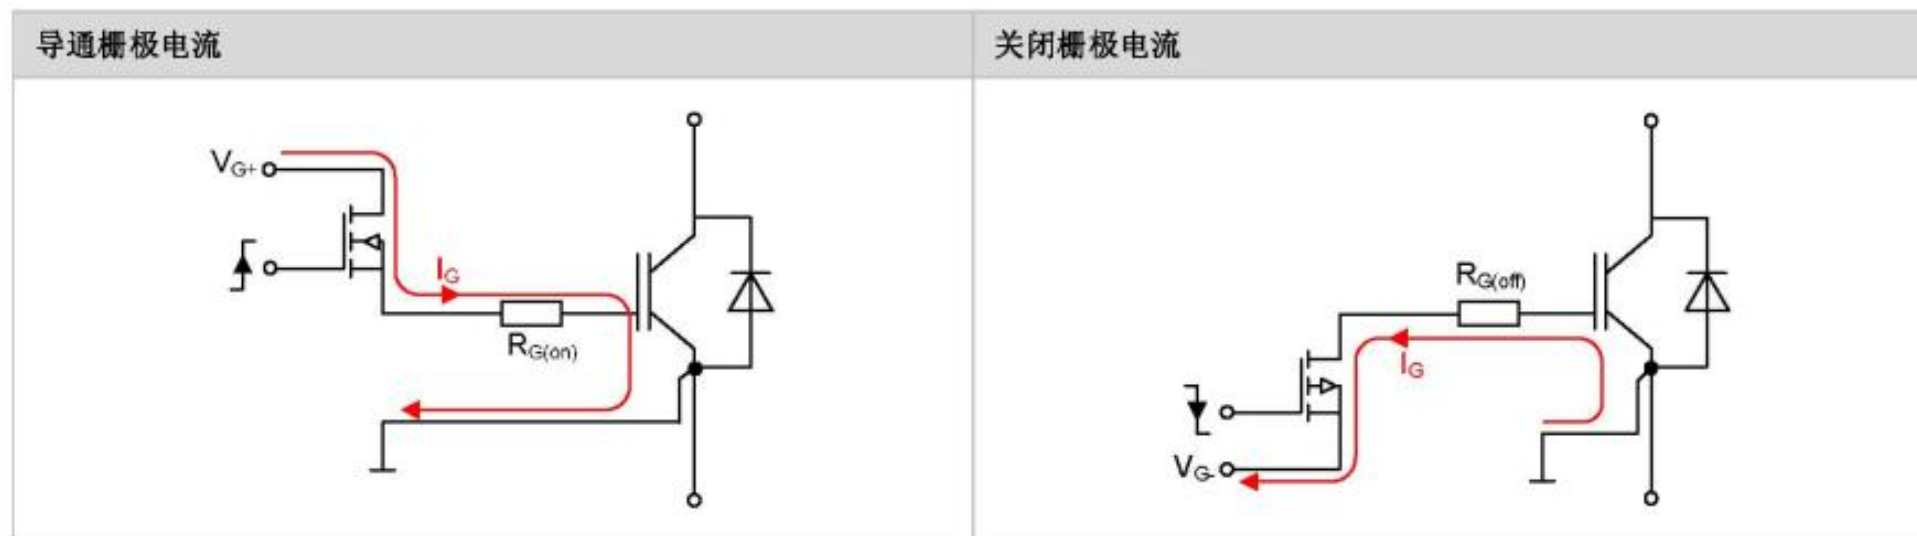 导通栅极电流
关闭栅极电流
VG+
IG
RG(on)
RG(off)
IG
VG-